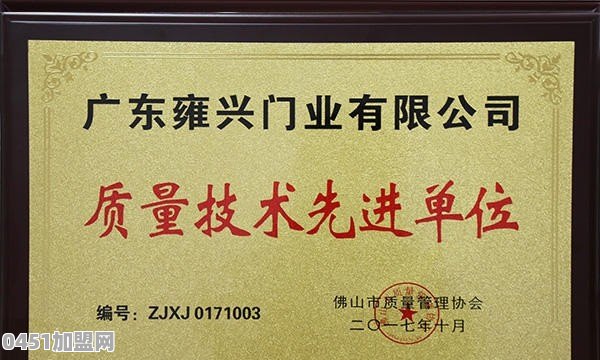 广东雍兴门业有限公司
质量技术先进单位
编号：ZJXJ 0171003
佛山市质量管理协会
二〇一七年十月
0451加盟网